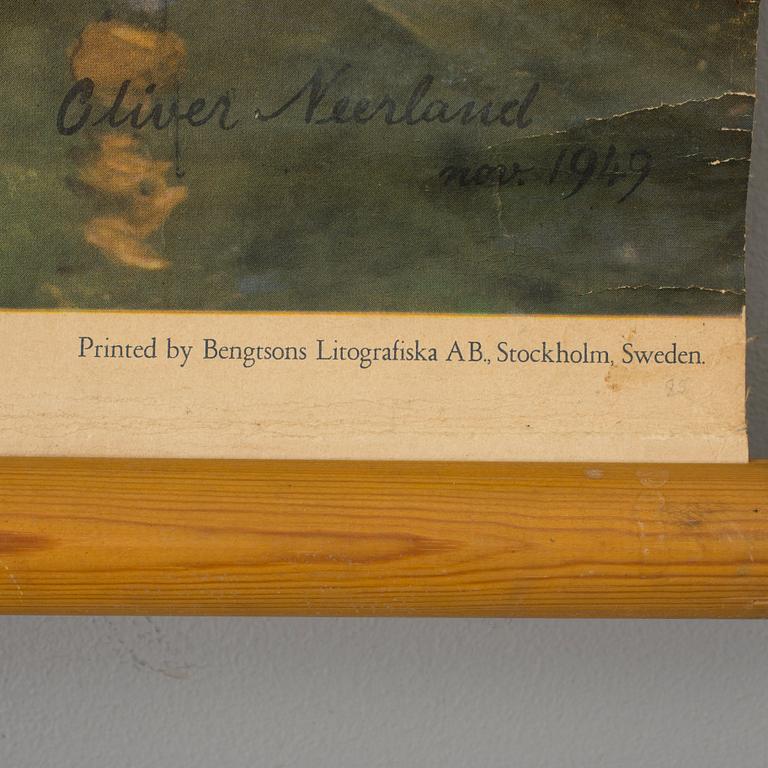 Oliver Neerland
nov. 1949
Printed by Bengtsons Litografiska AB., Stockholm, Sweden.